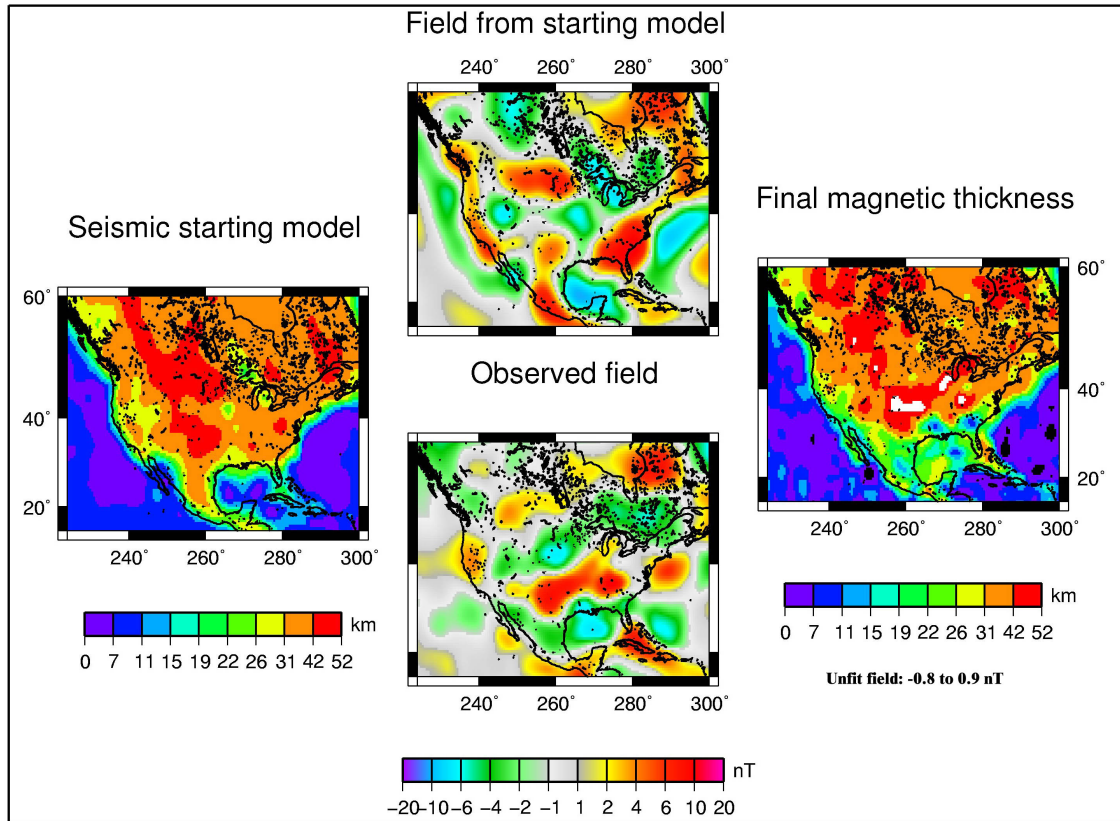 Field from starting model
240° 260° 280° 300°
Seismic starting model
60°
40°
20°
240° 260° 280° 300°
km
0 7 11 15 19 22 26 31 42 52
Observed field
240° 260° 280° 300°
nT
−20 −10 −6 −4 −2 −1 1 2 4 6 10 20
Final magnetic thickness
60°
40°
20°
240° 260° 280° 300°
km
0 7 11 15 19 22 26 31 42 52
Unfit field: -0.8 to 0.9 nT